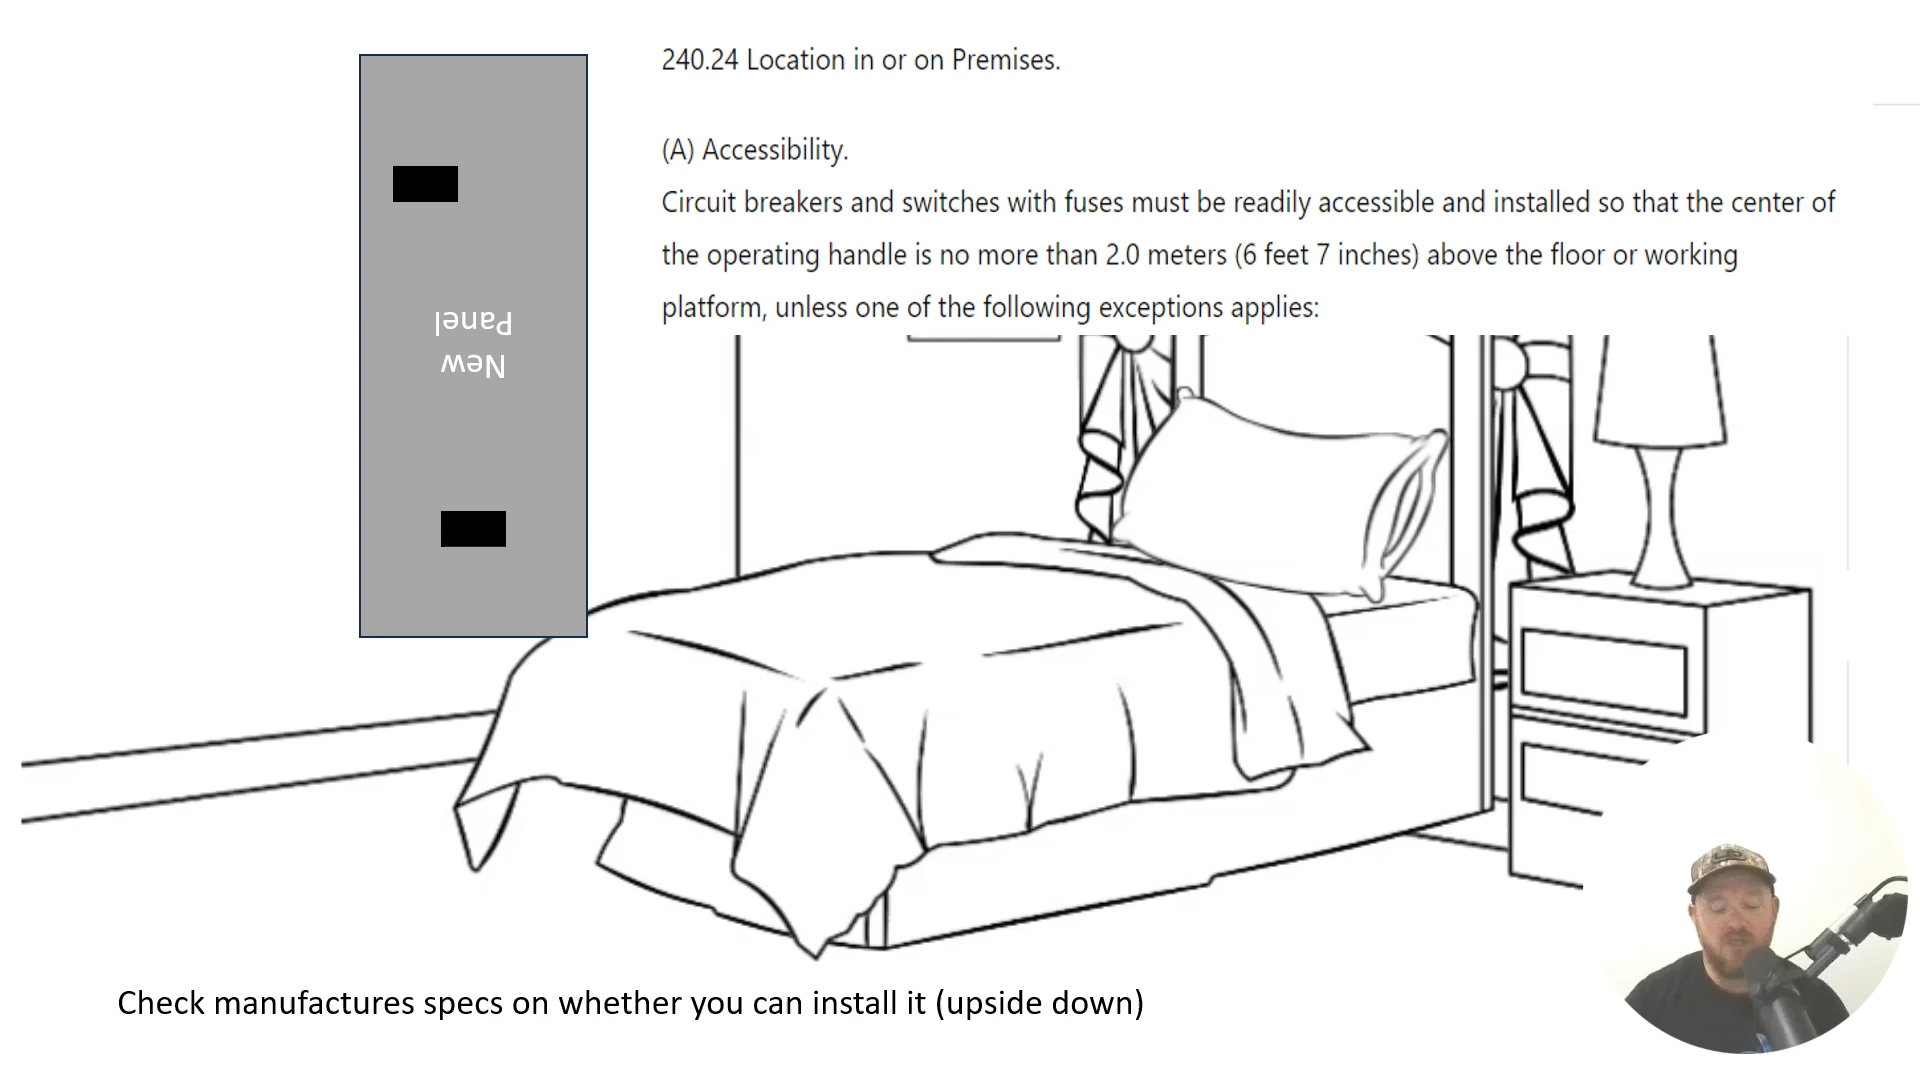 240.24 Location in or on Premises.
(A) Accessibility.
Circuit breakers and switches with fuses must be readily accessible and installed so that the center of
the operating handle is no more than 2.0 meters (6 feet 7 inches) above the floor or working
platform, unless one of the following exceptions applies:
New
Panel
Check manufactures specs on whether you can install it (upside down)